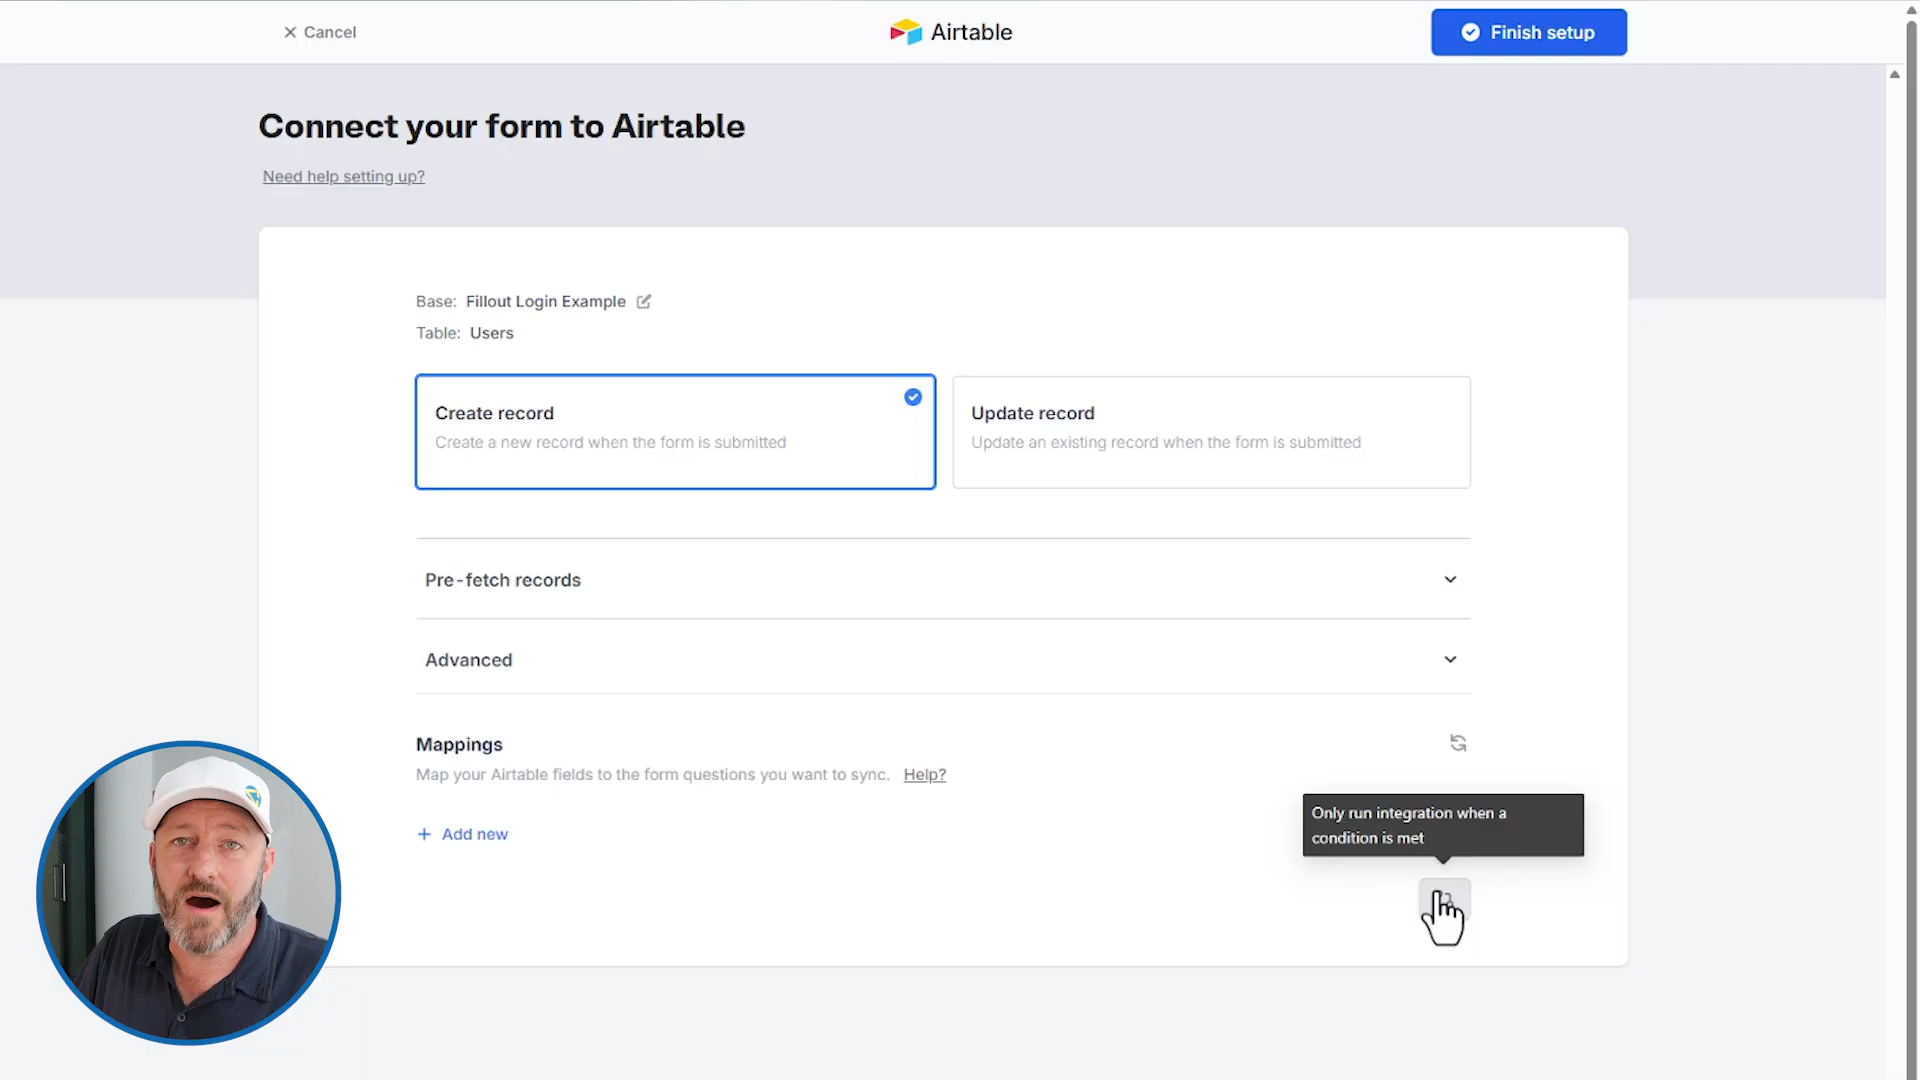 Cancel
Airtable
Finish setup
Connect your form to Airtable
Need help setting up?
Base: Fillout Login Example
Table: Users
Create record
Create a new record when the form is submitted
Update record
Update an existing record when the form is submitted
Pre-fetch records
Advanced
Mappings
Map your Airtable fields to the form questions you want to sync. Help?
Only run integration when a
condition is met
+ Add new